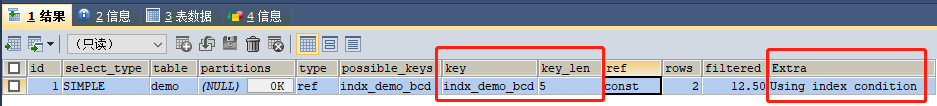 1 结果 2 信息 3 表数据 4 信息
(只读)
id select_type table partitions type possible_keys key key_len ref rows filtered Extra
1 SIMPLE demo (NULL) 0K ref indx_demo_bcd indx_demo_bcd 5 const 2 12.50 Using index condition